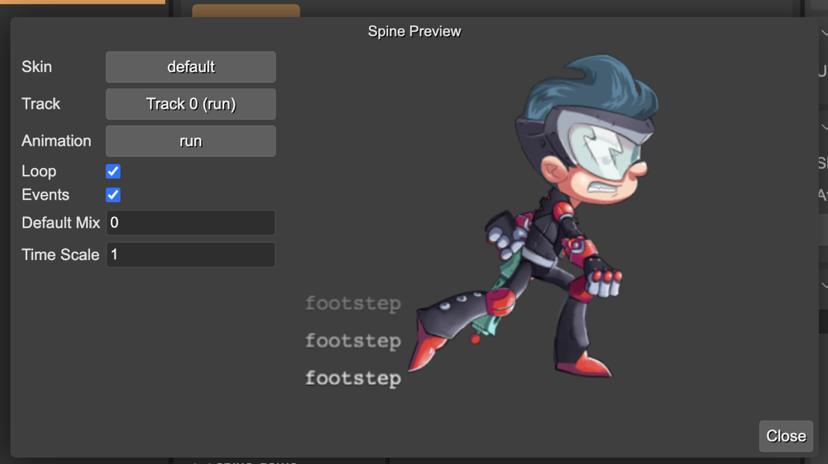 Spine Preview
Skin default
Track Track 0 (run)
Animation run
Loop
Events
Default Mix 0
Time Scale 1
footstep
footstep
footstep
Close